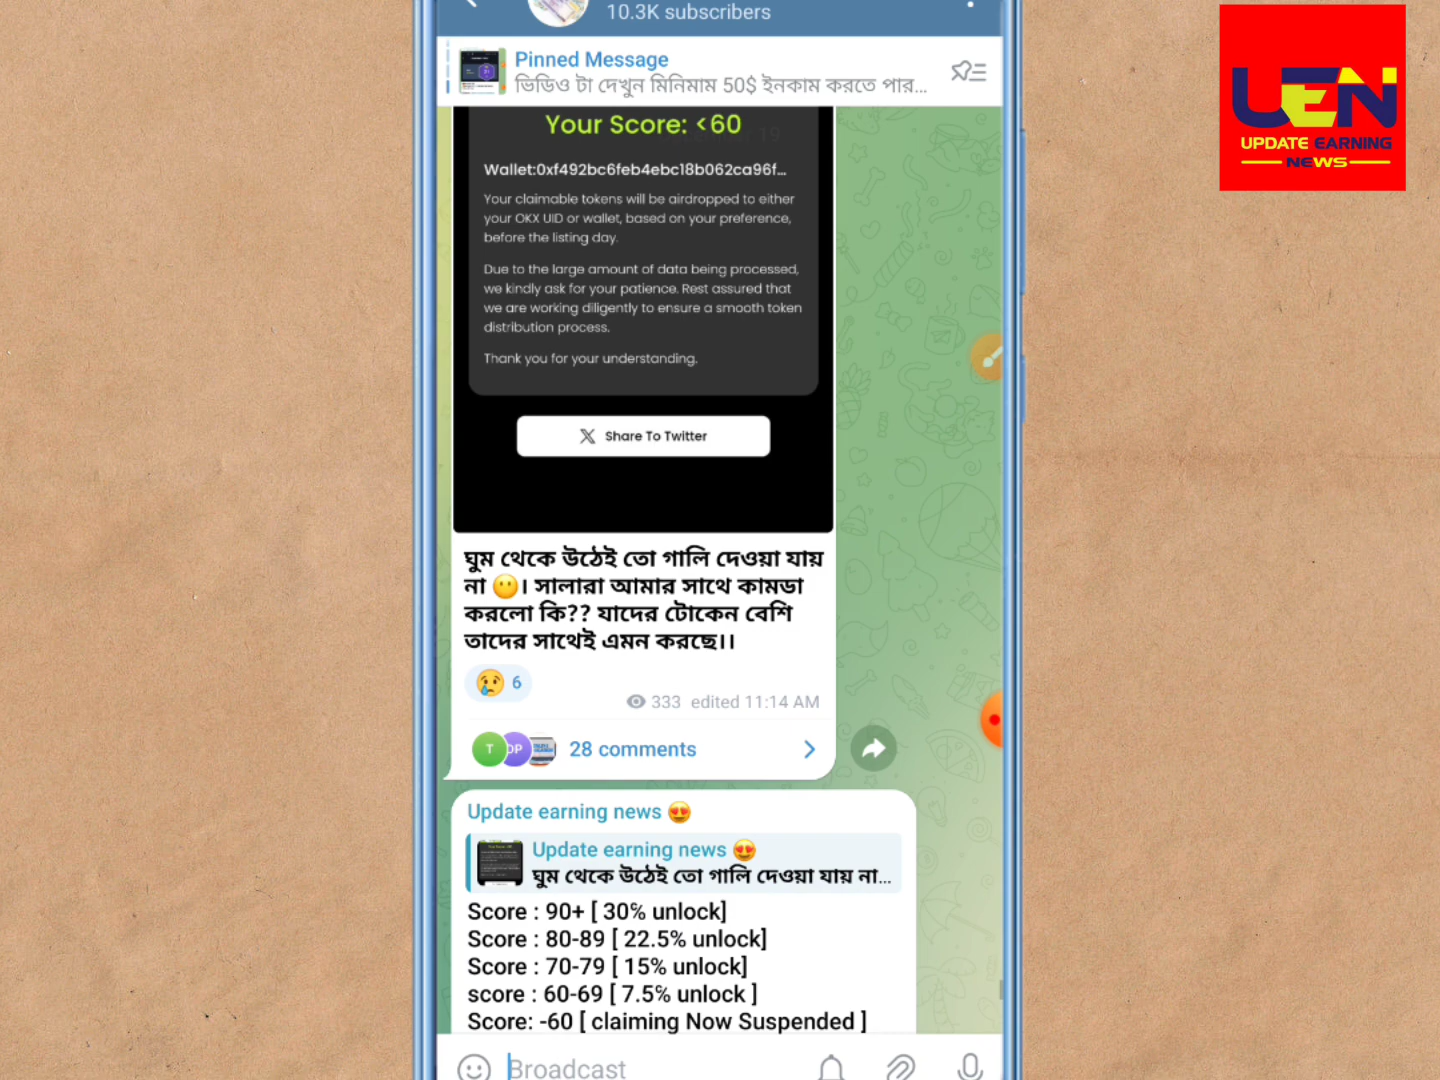 10.3K subscribers
Pinned Message
ভিডিও টা দেখুন মিনিমাম 50$ ইনকাম করতে পার...
UEN
UPDATE EARNING
NEWS
Your Score: <60
Wallet:0xf492bc6feb4ebc18b062ca96f...
Your claimable tokens will be airdropped to either
your OKX UID or wallet, based on your preference,
before the listing day.
Due to the large amount of data being processed,
we kindly ask for your patience. Rest assured that
we are working diligently to ensure a smooth token
distribution process.
Thank you for your understanding.
X Share To Twitter
ঘুম থেকে উঠেই তো গালি দেওয়া যায়
না 😶। সালারা আমার সাথে কামডা
করলো কি?? যাদের টোকেন বেশি
তাদের সাথেই এমন করছে।।
😢 6
333 edited 11:14 AM
T DP
28 comments
Update earning news 😍
Update earning news 😍
ঘুম থেকে উঠেই তো গালি দেওয়া যায় না...
Score : 90+ [ 30% unlock]
Score : 80-89 [ 22.5% unlock]
Score : 70-79 [ 15% unlock]
score : 60-69 [ 7.5% unlock ]
Score: -60 [ claiming Now Suspended ]
Broadcast